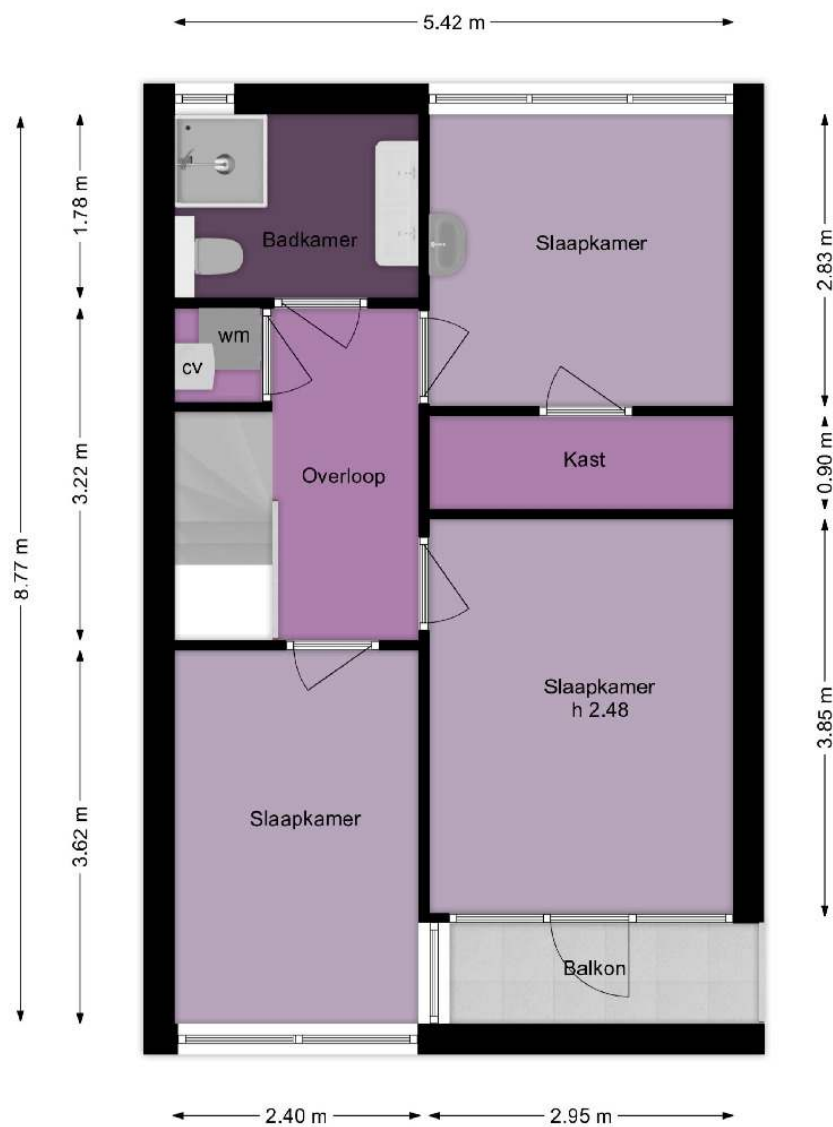 5.42 m
1.78 m
Badkamer
Slaapkamer
2.83 m
wm
cv
Overloop
Kast
0.90 m
3.22 m
8.77 m
Slaapkamer
h 2.48
3.85 m
Slaapkamer
3.62 m
Balkon
2.40 m
2.95 m